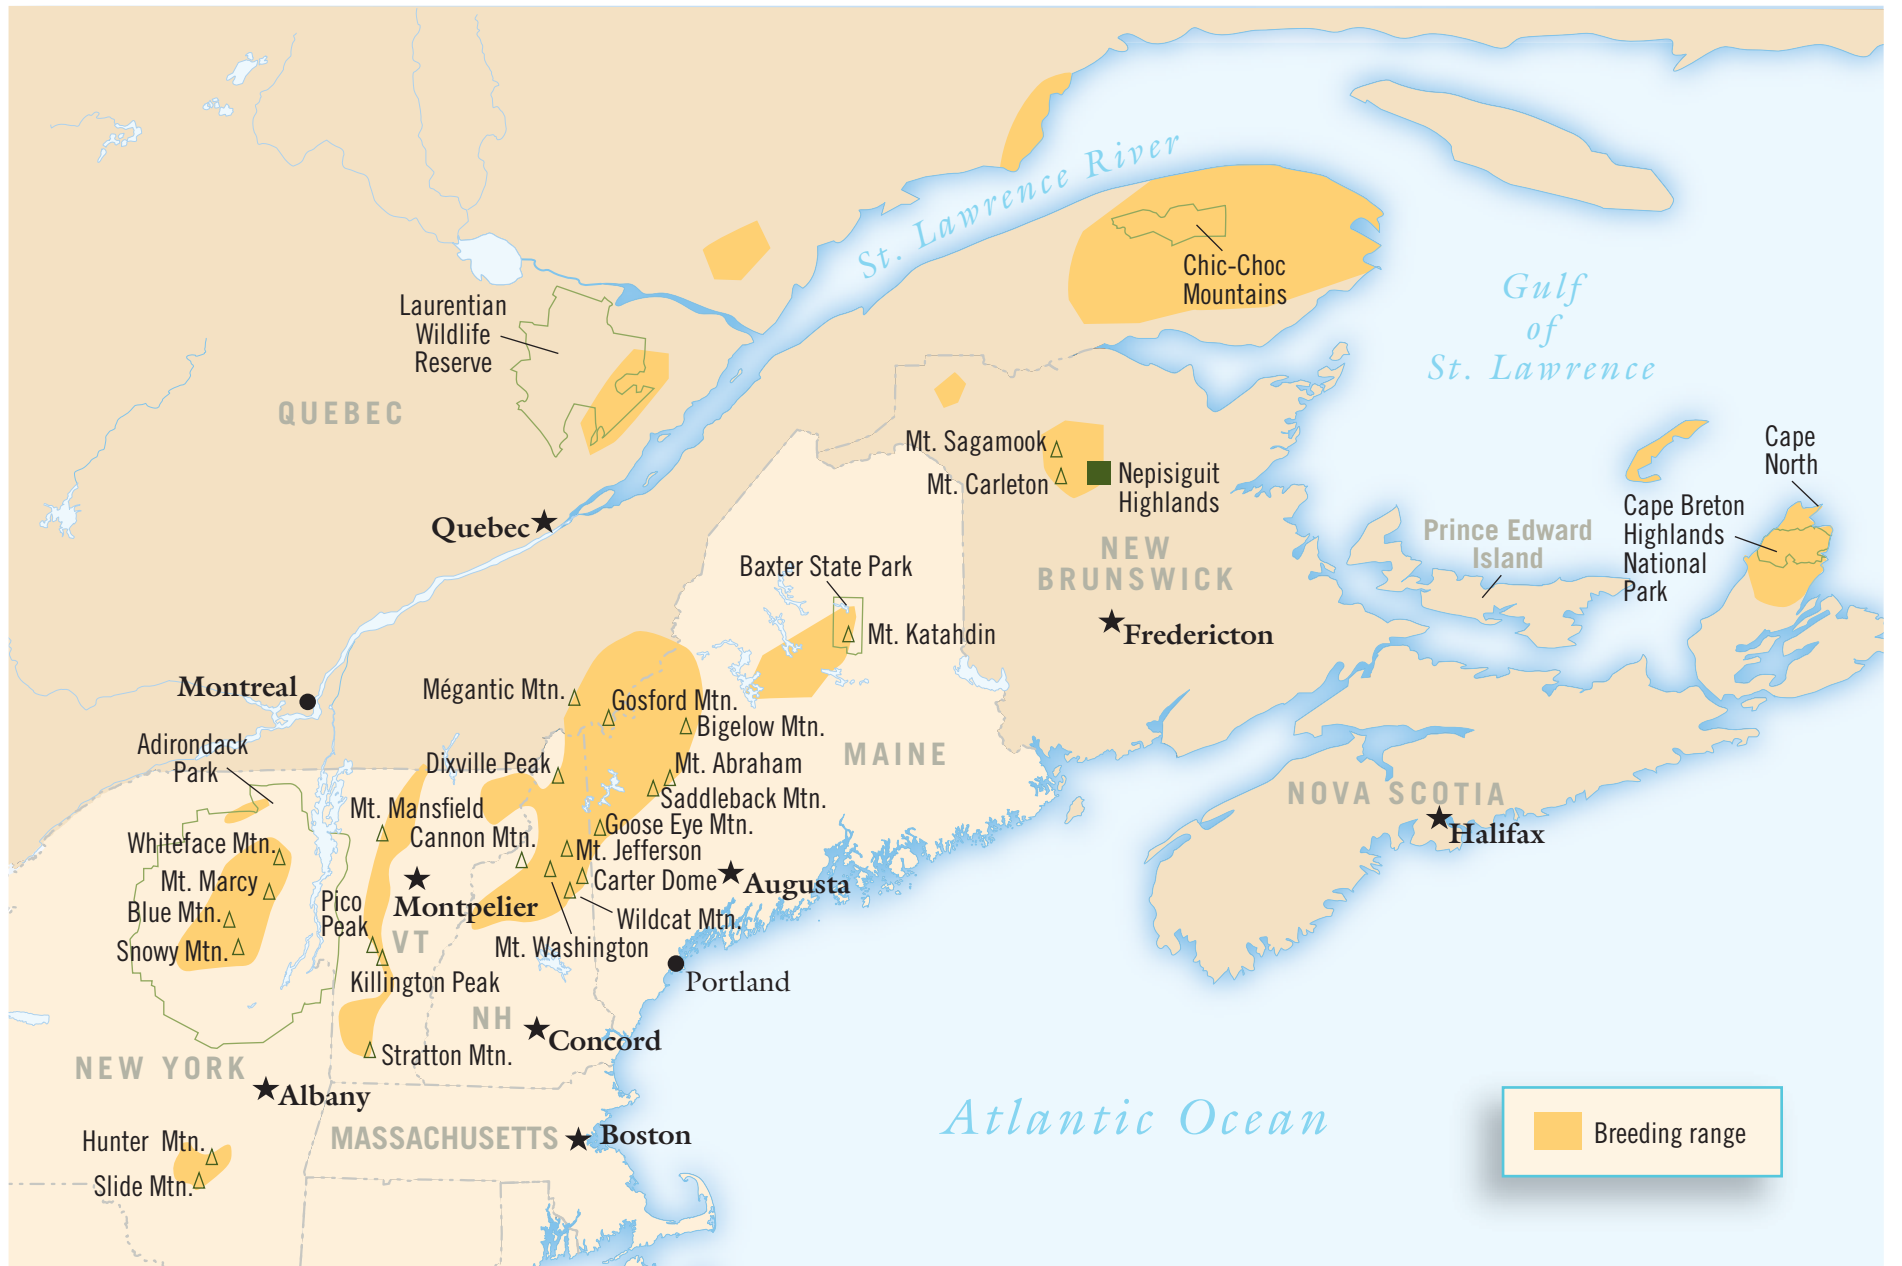 St. Lawrence River
Chic-Choc
Mountains
Gulf
of
St. Lawrence
Laurentian
Wildlife
Reserve
QUEBEC
Mt. Sagamook
Mt. Carleton
Nepisiguit
Highlands
Cape
North
Cape Breton
Highlands
National
Park
Quebec
Prince Edward
Island
NEW
BRUNSWICK
Baxter State Park
Mt. Katahdin
Fredericton
Montreal
Mégantic Mtn.
Gosford Mtn.
Bigelow Mtn.
MAINE
Adirondack
Park
Dixville Peak
Mt. Abraham
Saddleback Mtn.
NOVA SCOTIA
Halifax
Mt. Mansfield
Cannon Mtn.
Goose Eye Mtn.
Mt. Jefferson
Whiteface Mtn.
Mt. Marcy
Blue Mtn.
Snowy Mtn.
Carter Dome
Augusta
Pico
Peak
Montpelier
VT
Wildcat Mtn.
Mt. Washington
Killington Peak
Portland
NH
Concord
Stratton Mtn.
NEW YORK
Albany
Atlantic Ocean
MASSACHUSETTS
Boston
Hunter Mtn.
Slide Mtn.
Breeding range